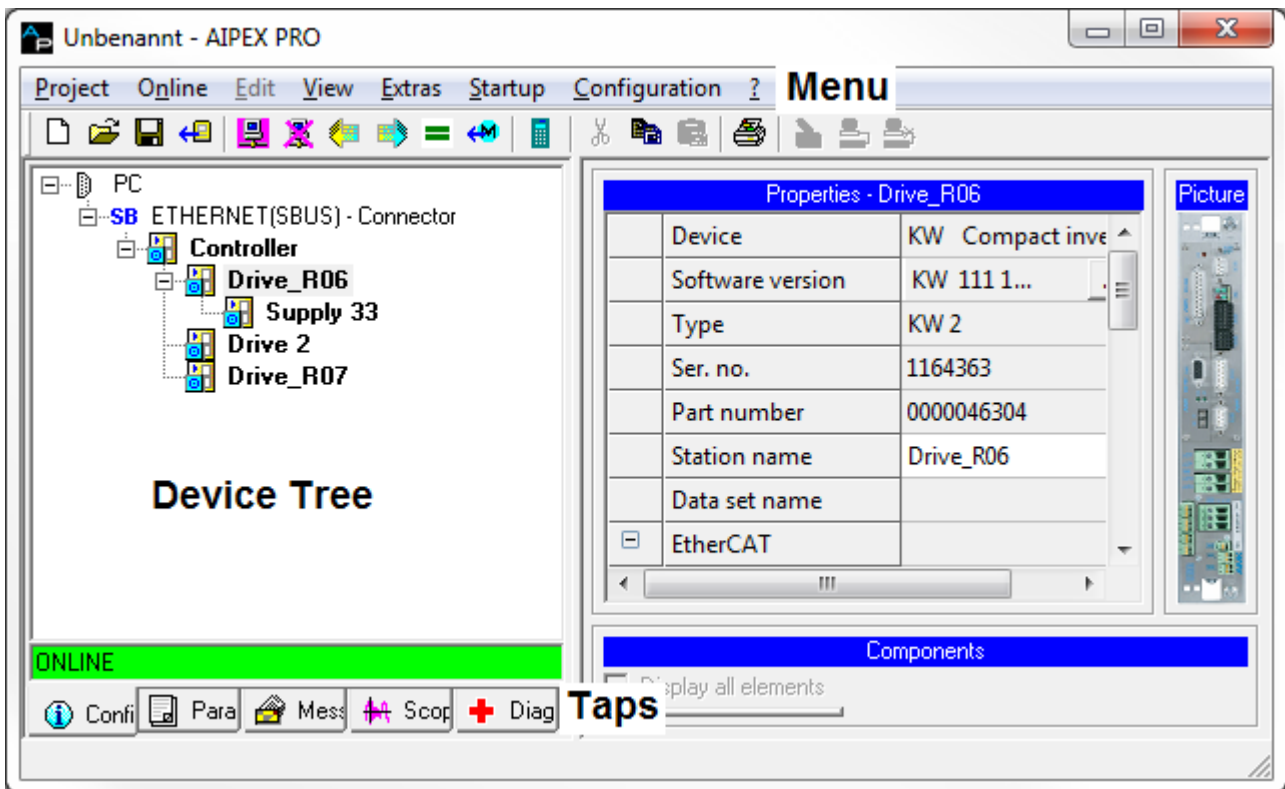 Unbenannt - AIPEX PRO
Project Online Edit View Extras Startup Configuration ? Menu
PC
SB ETHERNET(SBUS) - Connector
Controller
Drive_R06
Supply 33
Drive 2
Drive_R07
Device Tree
ONLINE
Confi Para Mess Scop Diag Taps
Properties - Drive_R06
Device KW Compact inve
Software version KW 111 1...
Type KW 2
Ser. no. 1164363
Part number 0000046304
Station name Drive_R06
Data set name
EtherCAT
Picture
Components
splay all elements